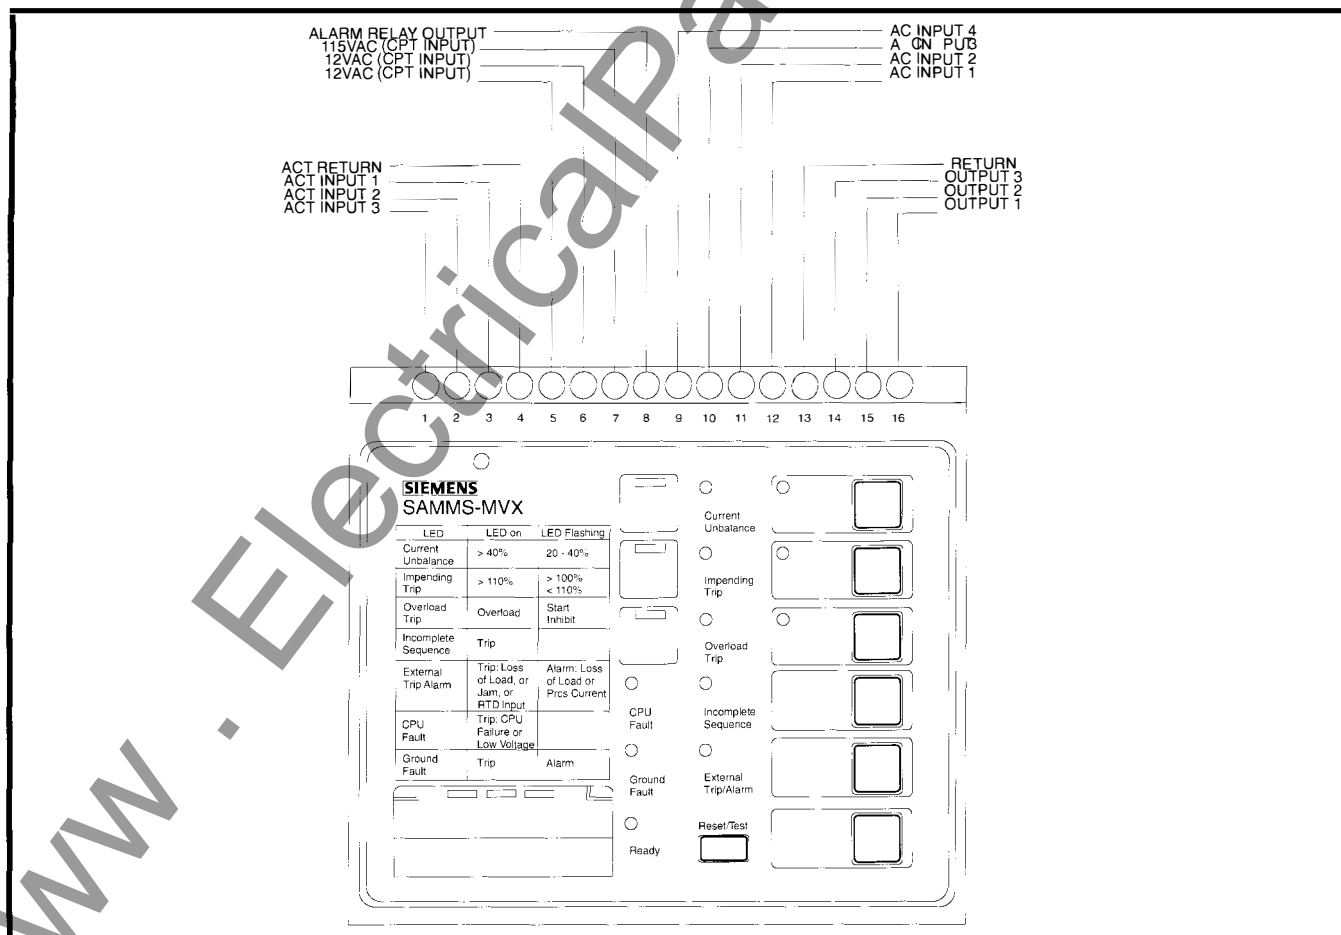 ALARM RELAY OUTPUT
115VAC (CPT INPUT)
12VAC (CPT INPUT)
12VAC (CPT INPUT)
AC INPUT 4
A CN PUT3
AC INPUT 2
AC INPUT 1
ACT RETURN
ACT INPUT 1
ACT INPUT 2
ACT INPUT 3
RETURN
OUTPUT 3
OUTPUT 2
OUTPUT 1
1 2 3 4 5 6 7 8 9 10 11 12 13 14 15 16
SIEMENS
SAMMS-MVX
LED LED on LED Flashing
Current
Unbalance
> 40% 20 - 40%
Impending
Trip
> 110%
> 100%
< 110%
Overload
Trip
Overload
Start
Inhibit
Incomplete
Sequence
Trip
External
Trip Alarm
Trip: Loss
of Load, or
Jam, or
RTD Input
Alarm: Loss
of Load or
Prcs Current
CPU
Fault
Trip: CPU
Failure or
Low Voltage
Ground
Fault
Trip Alarm
CPU
Fault
Ground
Fault
Ready
Current
Unbalance
Impending
Trip
Overload
Trip
Incomplete
Sequence
External
Trip/Alarm
Reset/Test
ww . ElectricalPa